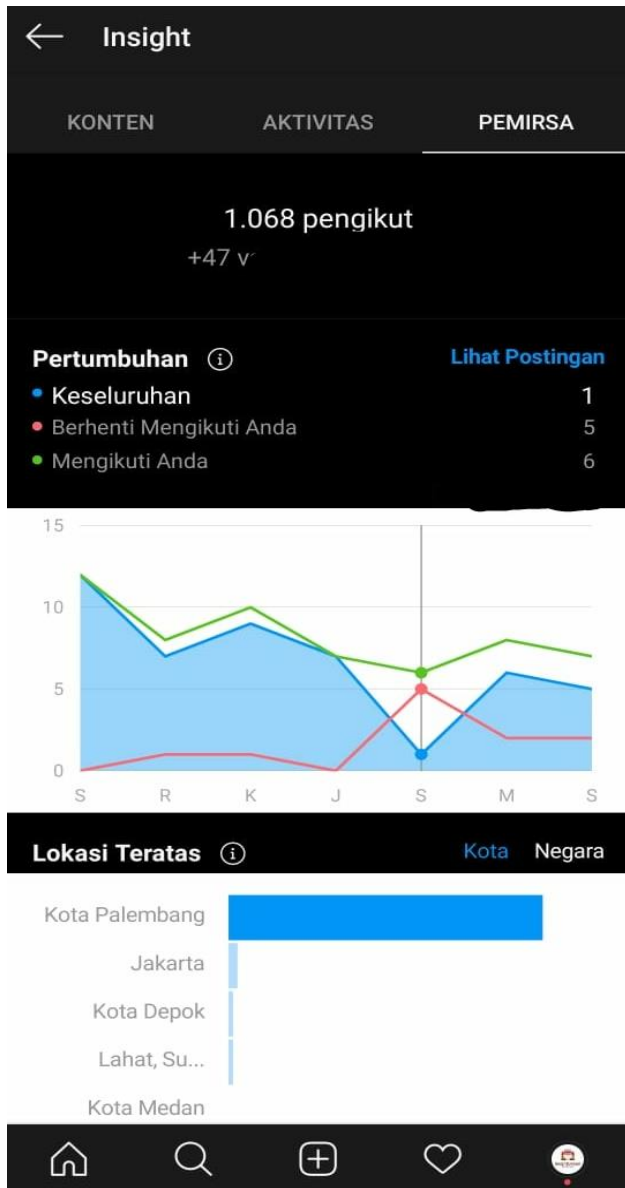 Insight
KONTEN AKTIVITAS PEMIRSA
1.068 pengikut
+47
Pertumbuhan Lihat Postingan
Keseluruhan 1
Berhenti Mengikuti Anda 5
Mengikuti Anda 6
15
10
5
0
S R K J S M S
Lokasi Teratas Kota Negara
Kota Palembang
Jakarta
Kota Depok
Lahat, Su...
Kota Medan